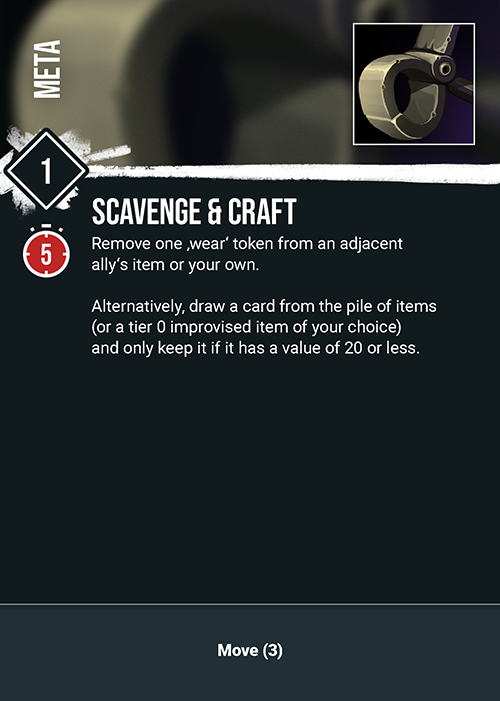 META
1
5
SCAVENGE & CRAFT
Remove one ‚wear‘ token from an adjacent
ally‘s item or your own.
Alternatively, draw a card from the pile of items
(or a tier 0 improvised item of your choice)
and only keep it if it has a value of 20 or less.
Move (3)